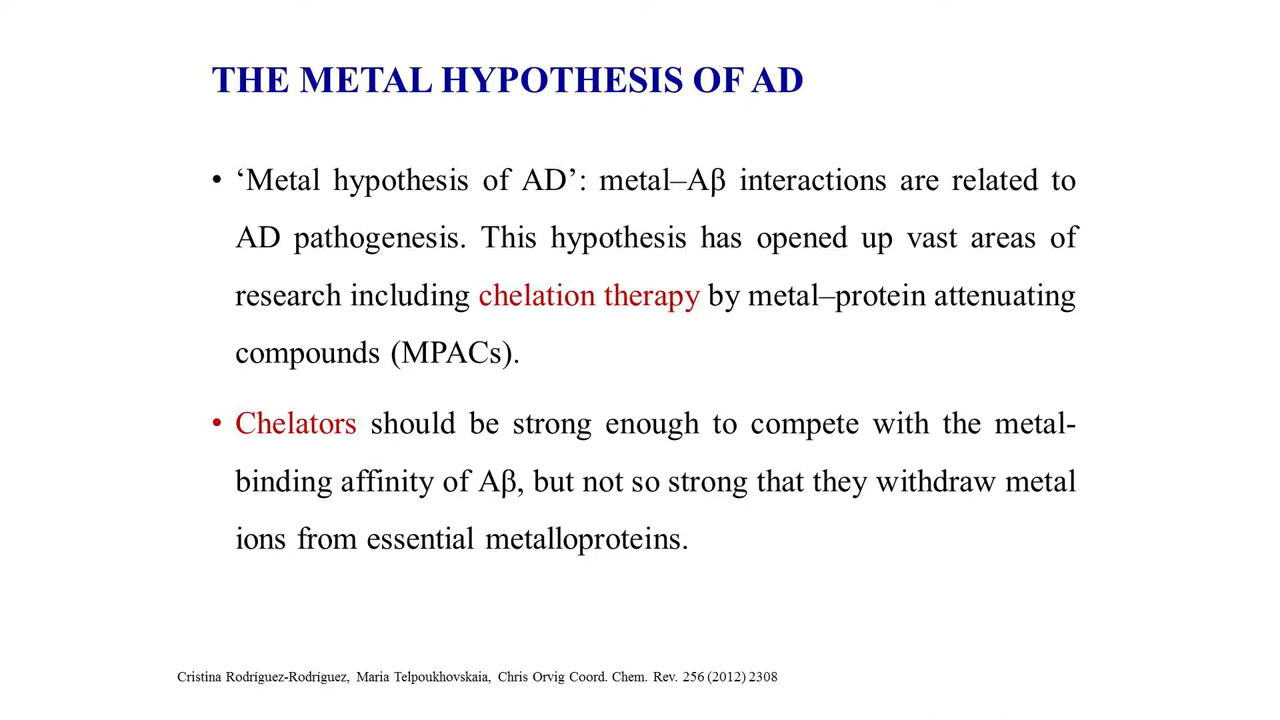 THE METAL HYPOTHESIS OF AD
• ‘Metal hypothesis of AD’: metal–Aβ interactions are related to
AD pathogenesis. This hypothesis has opened up vast areas of
research including chelation therapy by metal–protein attenuating
compounds (MPACs).
• Chelators should be strong enough to compete with the metal-
binding affinity of Aβ, but not so strong that they withdraw metal
ions from essential metalloproteins.
Cristina Rodríguez-Rodríguez, Maria Telpoukhovskaia, Chris Orvig Coord. Chem. Rev. 256 (2012) 2308